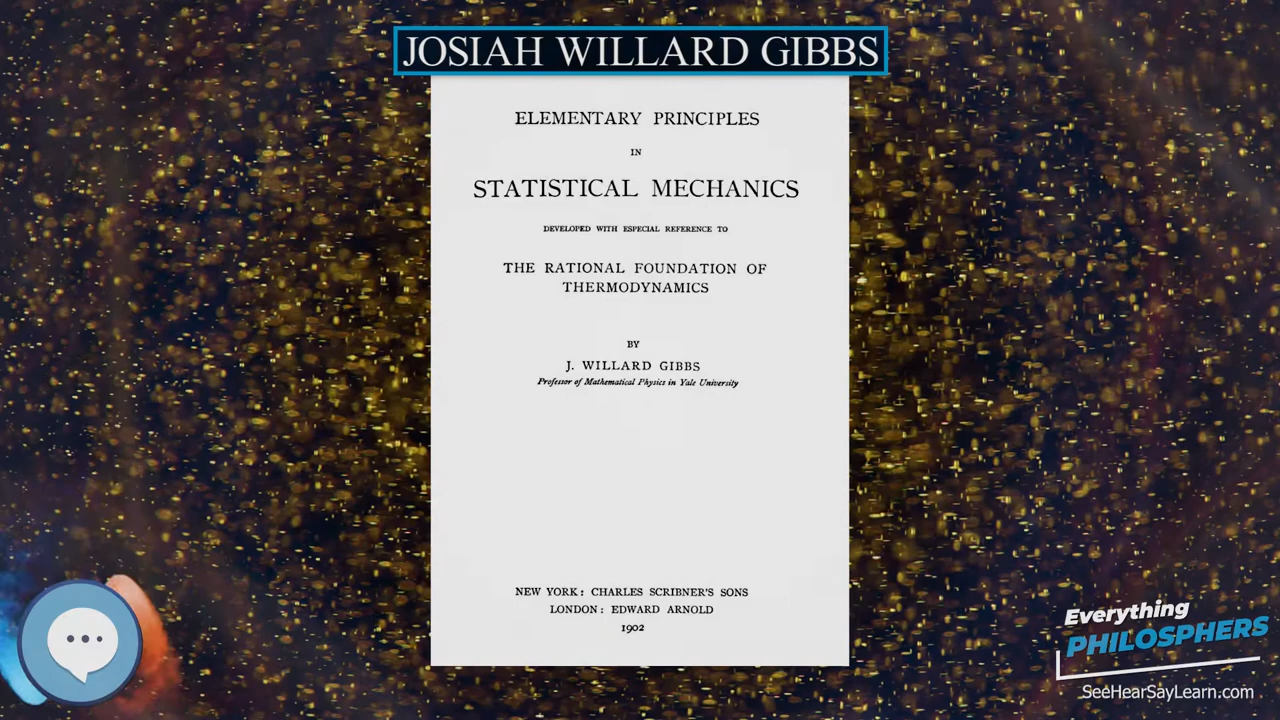 JOSIAH WILLARD GIBBS
ELEMENTARY PRINCIPLES
IN
STATISTICAL MECHANICS
DEVELOPED WITH ESPECIAL REFERENCE TO
THE RATIONAL FOUNDATION OF
THERMODYNAMICS
BY
J. WILLARD GIBBS
Professor of Mathematical Physics in Yale University
NEW YORK : CHARLES SCRIBNER'S SONS
LONDON : EDWARD ARNOLD
1902
Everything
PHILOSPHERS
SeeHearSayLearn.com